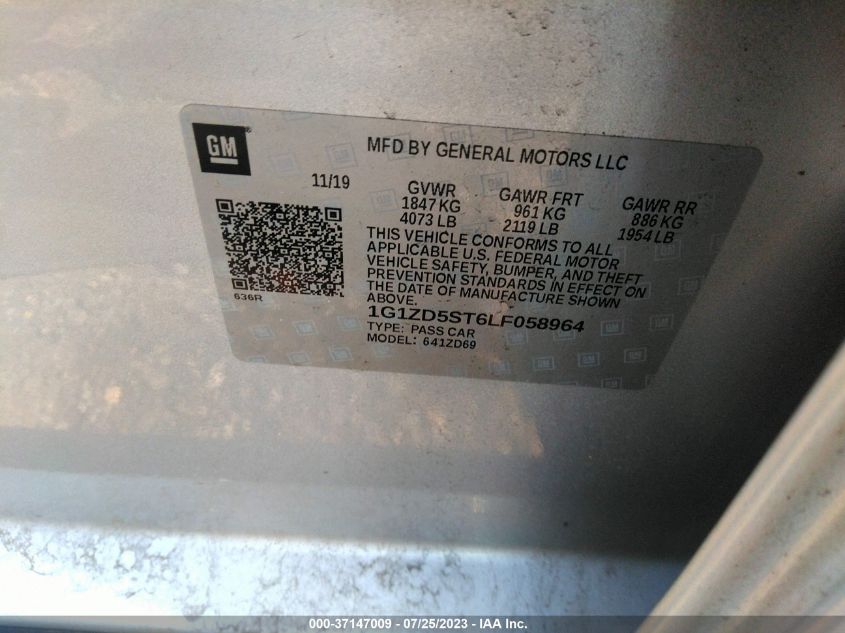 GM®
MFD BY GENERAL MOTORS LLC
11/19
GVWR
1847 KG
4073 LB
GAWR FRT
961 KG
2119 LB
GAWR RR
886 KG
1954 LB
THIS VEHICLE CONFORMS TO ALL
APPLICABLE U.S. FEDERAL MOTOR
VEHICLE SAFETY, BUMPER, AND THEFT
PREVENTION STANDARDS IN EFFECT ON
THE DATE OF MANUFACTURE SHOWN
ABOVE.
636R
1G1ZD5ST6LF058964
TYPE: PASS CAR
MODEL: 641ZD69
000-37147009 - 07/25/2023 - IAA Inc.